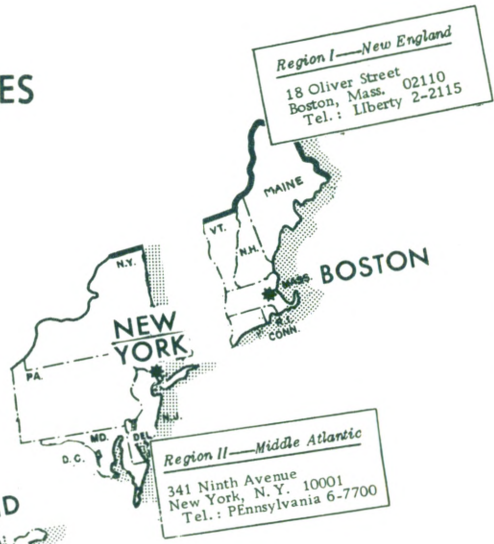 ES
Region I—New England
18 Oliver Street
Boston, Mass. 02110
Tel.: LIberty 2-2115
MAINE
VT.
N.H.
MASS.
BOSTON
R.I.
CONN.
N.Y.
NEW
YORK
PA.
N.J.
MD.
DEL.
D.C.
Region II—Middle Atlantic
341 Ninth Avenue
New York, N.Y. 10001
Tel.: PEnnsylvania 6-7700
D